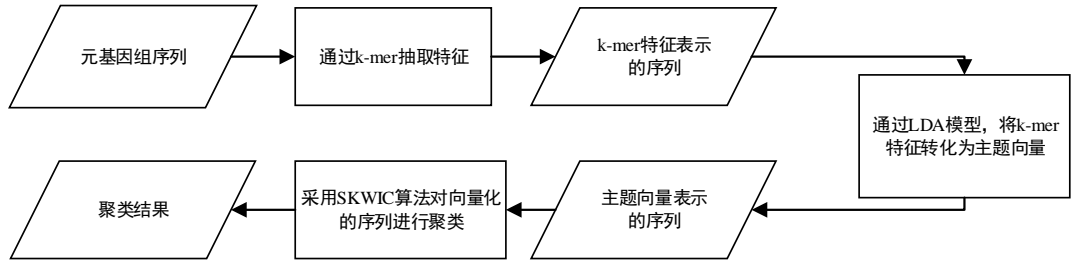 元基因组序列
通过k-mer抽取特征
k-mer特征表示
的序列
通过LDA模型，将k-mer
特征转化为主题向量
主题向量表示
的序列
采用SKWIC算法对向量化
的序列进行聚类
聚类结果